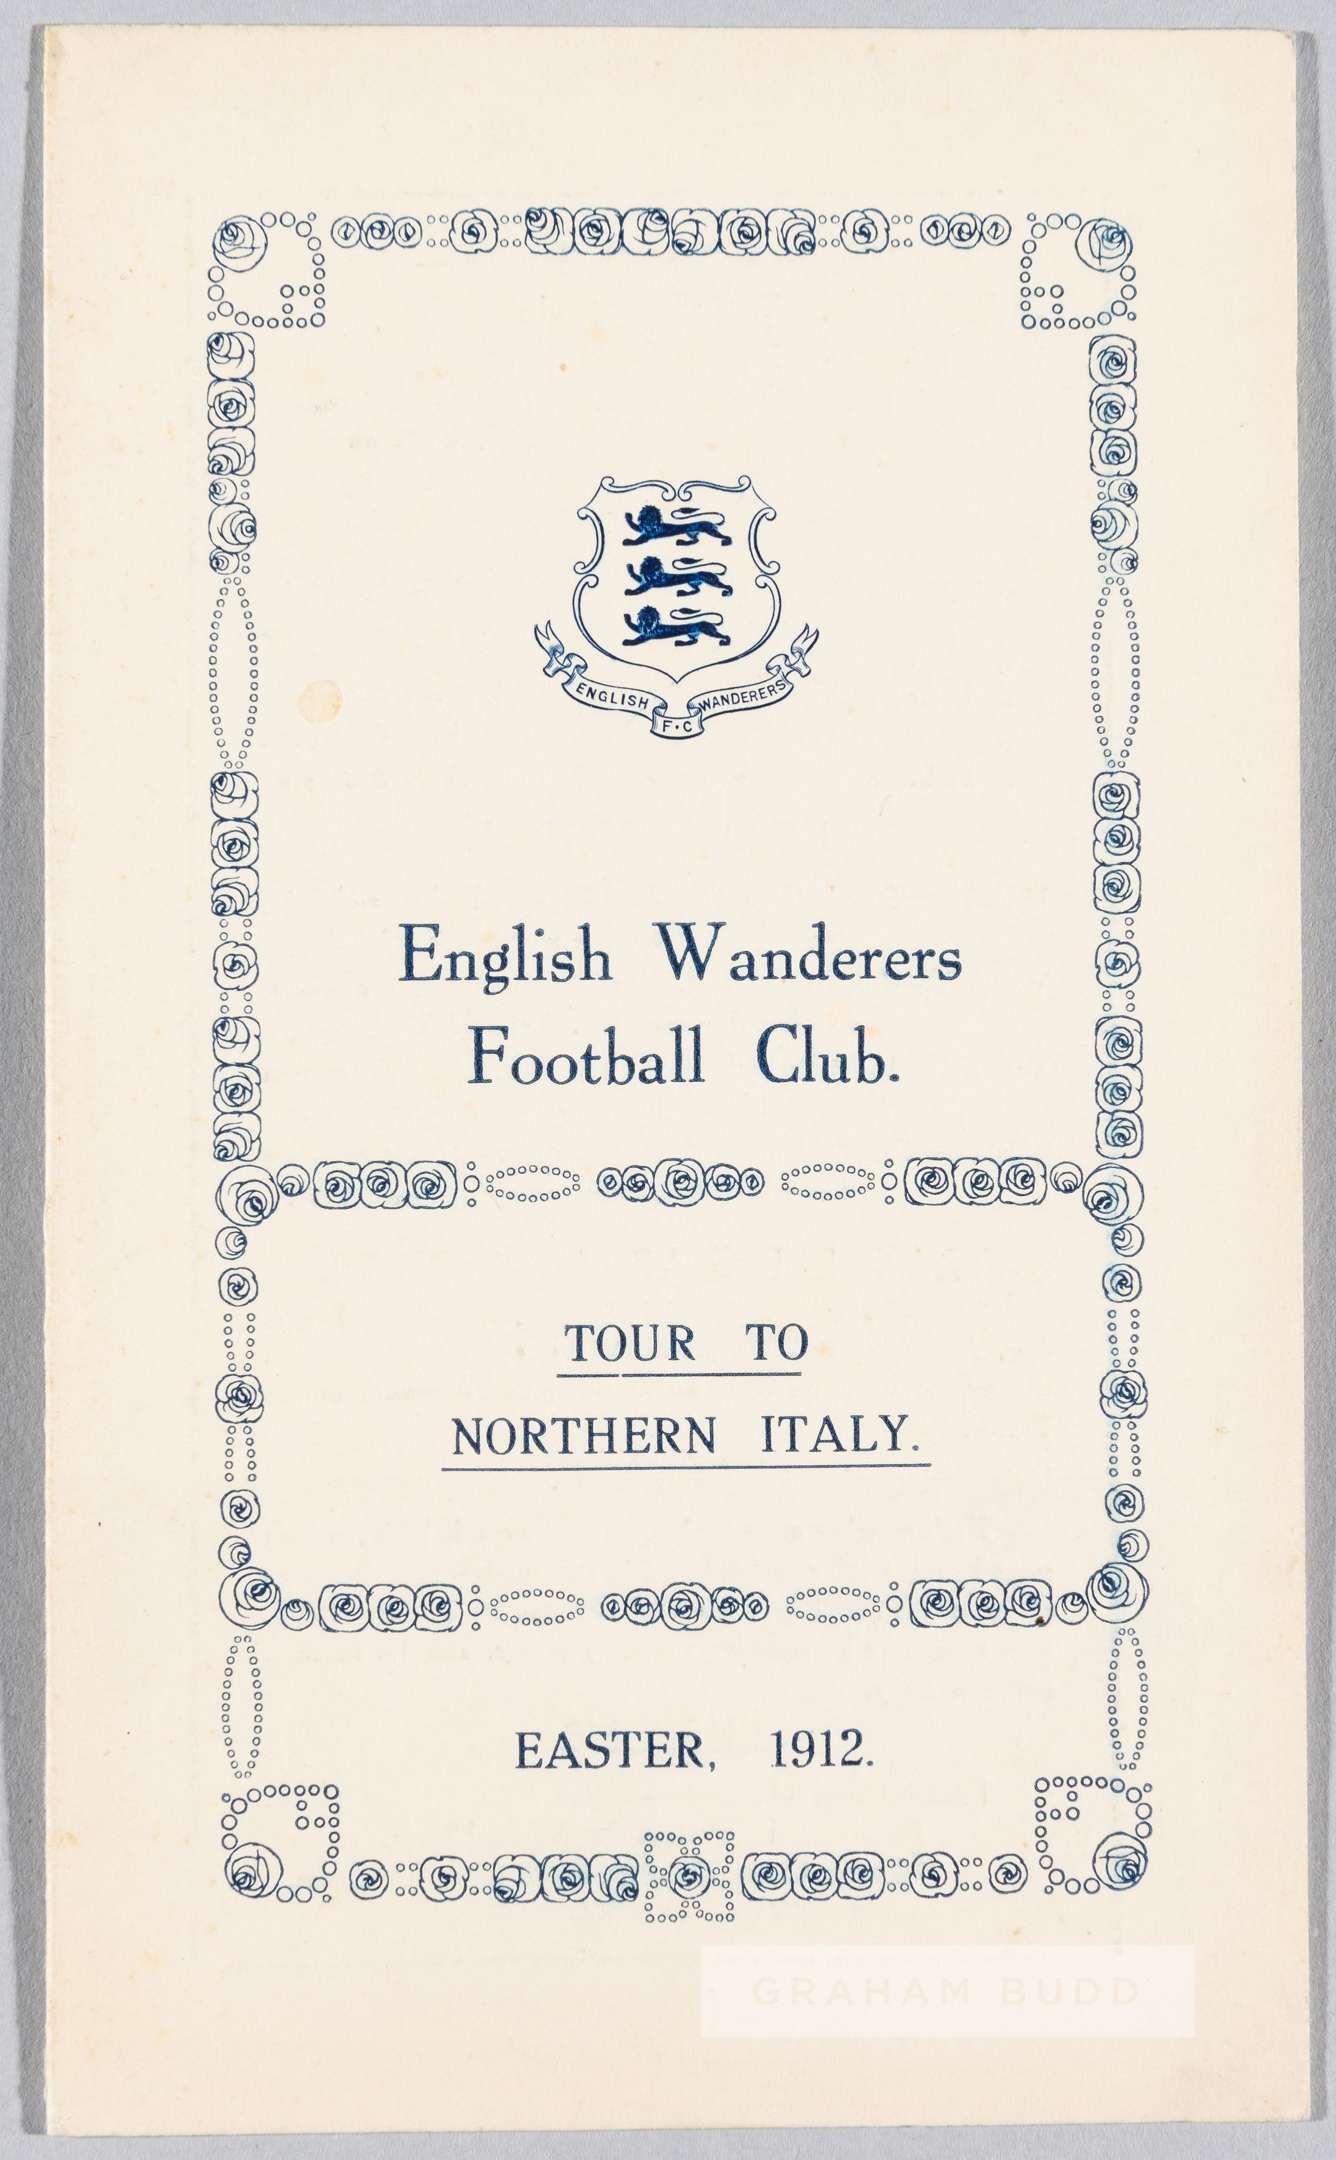 ENGLISH WANDERERS
F·C
English Wanderers
Football Club.
TOUR TO
NORTHERN ITALY.
EASTER, 1912.
GRAHAM BUDD